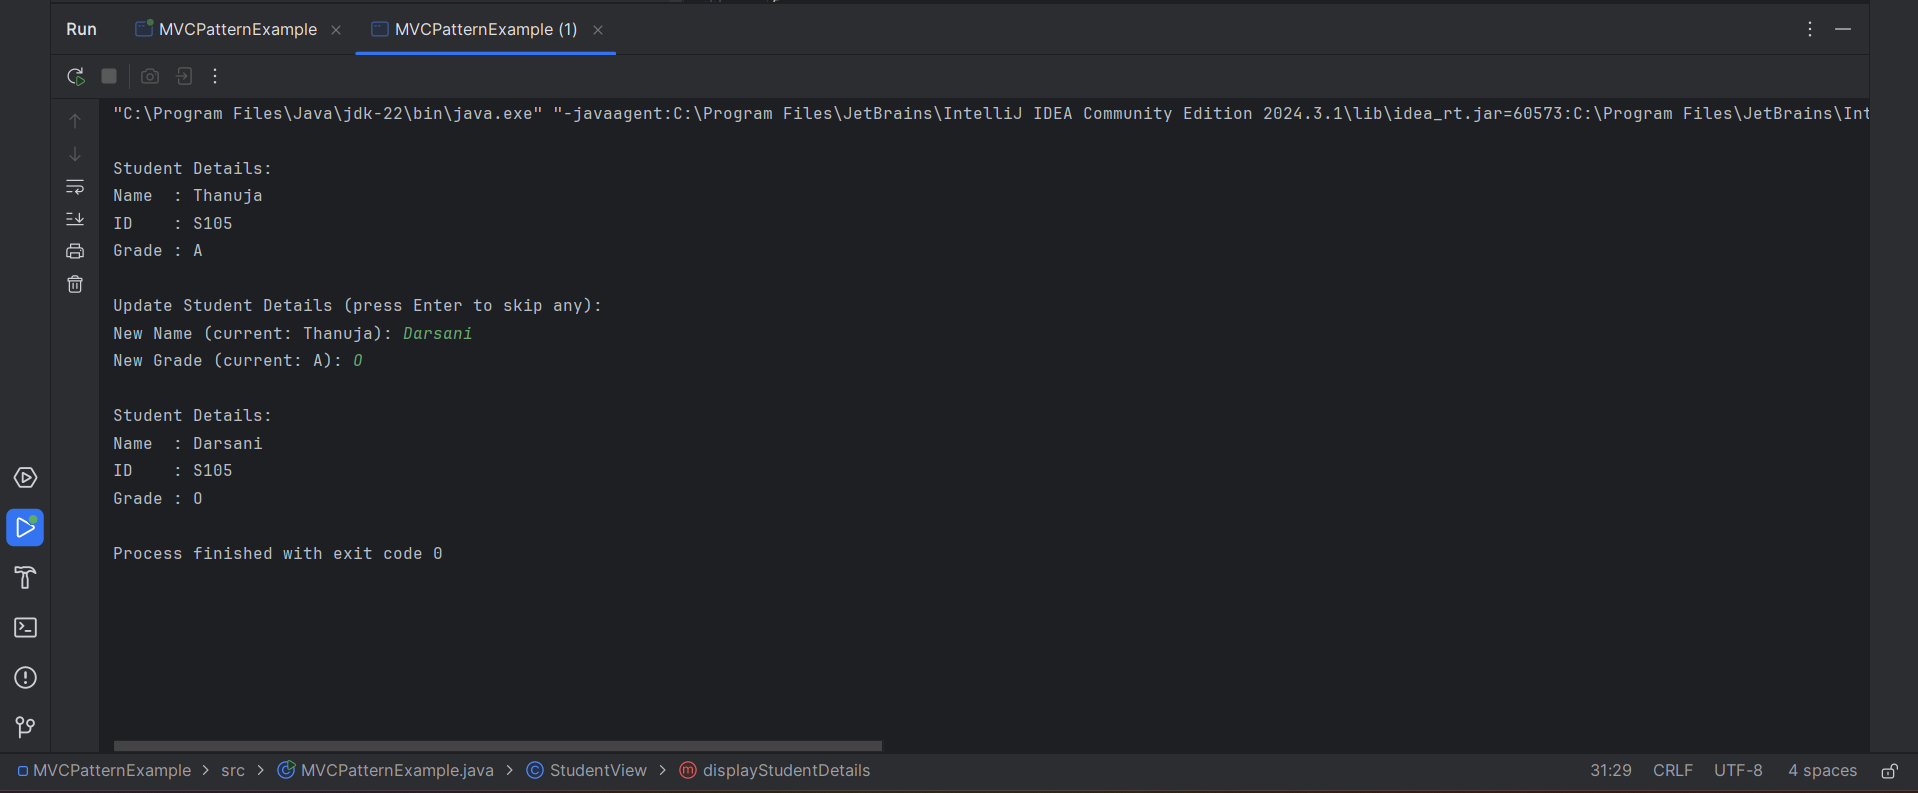 Run MVCPatternExample MVCPatternExample (1)
"C:\Program Files\Java\jdk-22\bin\java.exe" "-javaagent:C:\Program Files\JetBrains\IntelliJ IDEA Community Edition 2024.3.1\lib\idea_rt.jar=60573:C:\Program Files\JetBrains\Int
Student Details:
Name  : Thanuja
ID    : S105
Grade : A
Update Student Details (press Enter to skip any):
New Name (current: Thanuja): Darsani
New Grade (current: A): O
Student Details:
Name  : Darsani
ID    : S105
Grade : O
Process finished with exit code 0
MVCPatternExample > src > MVCPatternExample.java > StudentView > displayStudentDetails 31:29 CRLF UTF-8 4 spaces